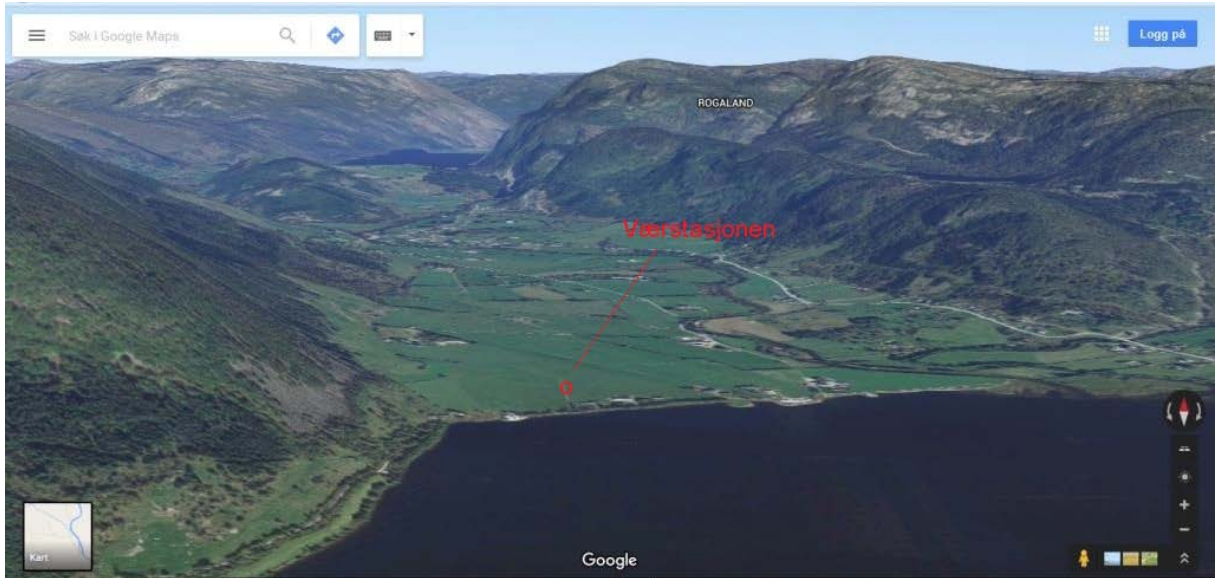 Søk i Google Maps
Logg på
ROGALAND
Værstasjonen
0
Kart
Google